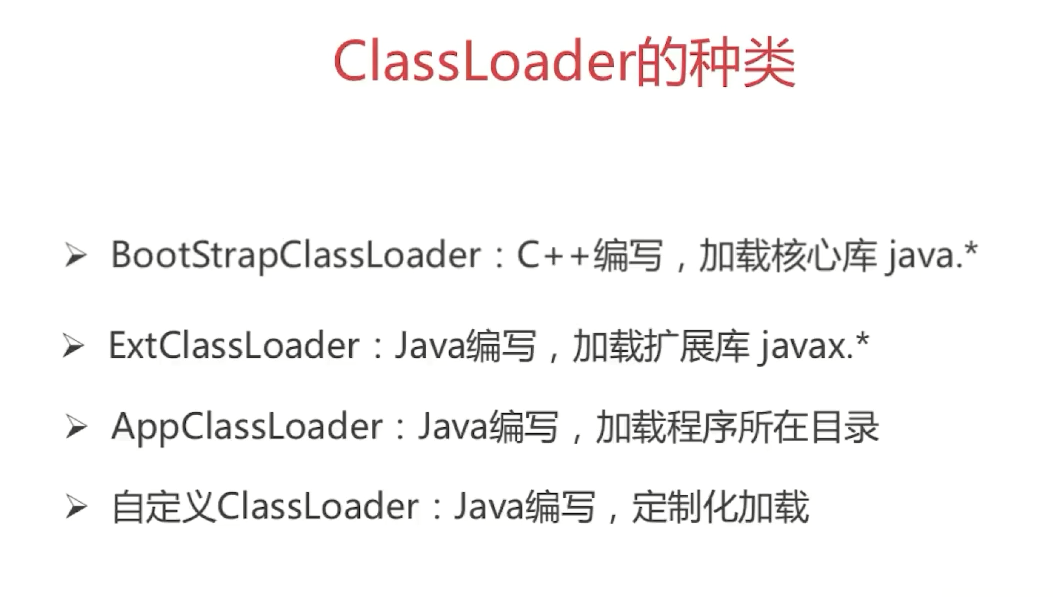 ClassLoader的种类
➢ BootStrapClassLoader：C++编写，加载核心库 java.*
➢ ExtClassLoader：Java编写，加载扩展库 javax.*
➢ AppClassLoader：Java编写，加载程序所在目录
➢ 自定义ClassLoader：Java编写，定制化加载